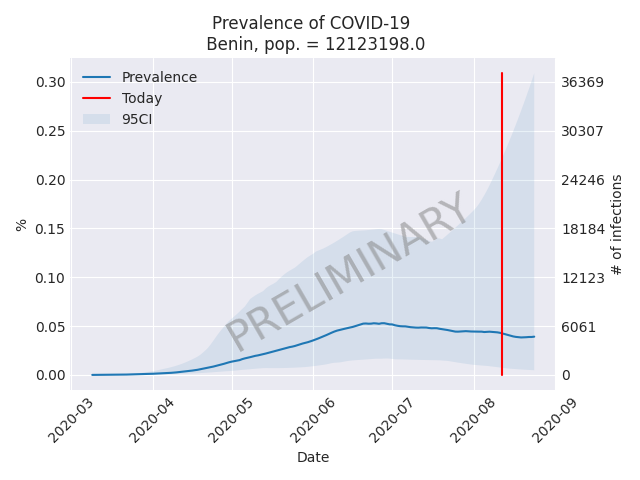 Prevalence of COVID-19
Benin, pop. = 12123198.0
Prevalence
Today
95CI
PRELIMINARY
%
0.30
0.25
0.20
0.15
0.10
0.05
0.00
36369
30307
24246
18184
12123
6061
0
# of infections
2020-03
2020-04
2020-05
2020-06
2020-07
2020-08
2020-09
Date